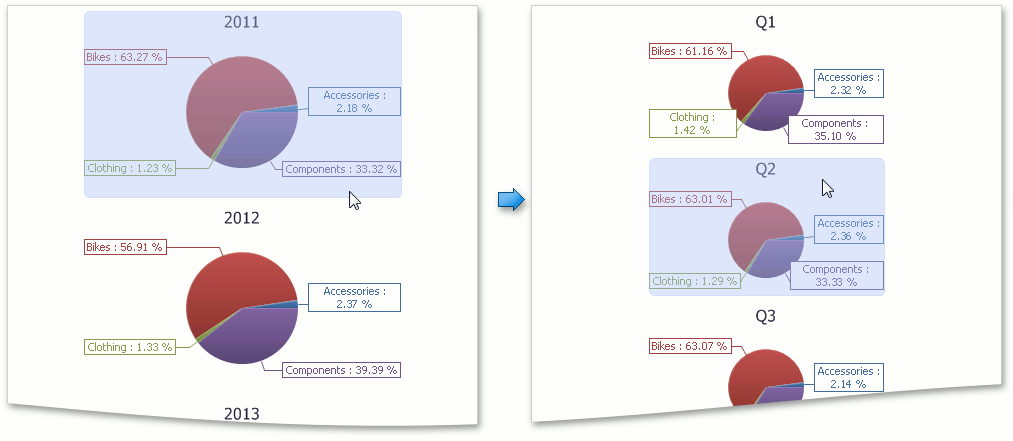 2011
Bikes : 63.27 %
Accessories :
2.18 %
Clothing : 1.23 %
Components : 33.32 %
2012
Bikes : 56.91 %
Accessories :
2.37 %
Clothing : 1.33 %
Components : 39.39 %
2013
Q1
Bikes : 61.16 %
Accessories :
2.32 %
Clothing :
1.42 %
Components :
35.10 %
Q2
Bikes : 63.01 %
Accessories :
2.36 %
Components :
33.33 %
Clothing : 1.29 %
Q3
Bikes : 63.07 %
Accessories :
2.14 %